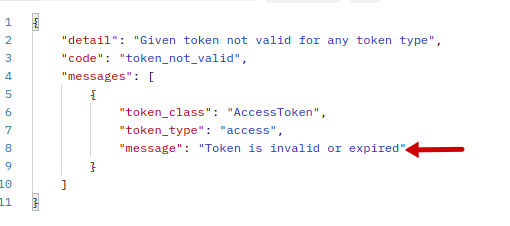 1 {
2 "detail": "Given token not valid for any token type",
3 "code": "token_not_valid",
4 "messages": [
5 {
6 "token_class": "AccessToken",
7 "token_type": "access",
8 "message": "Token is invalid or expired"
9 }
10 ]
11 }